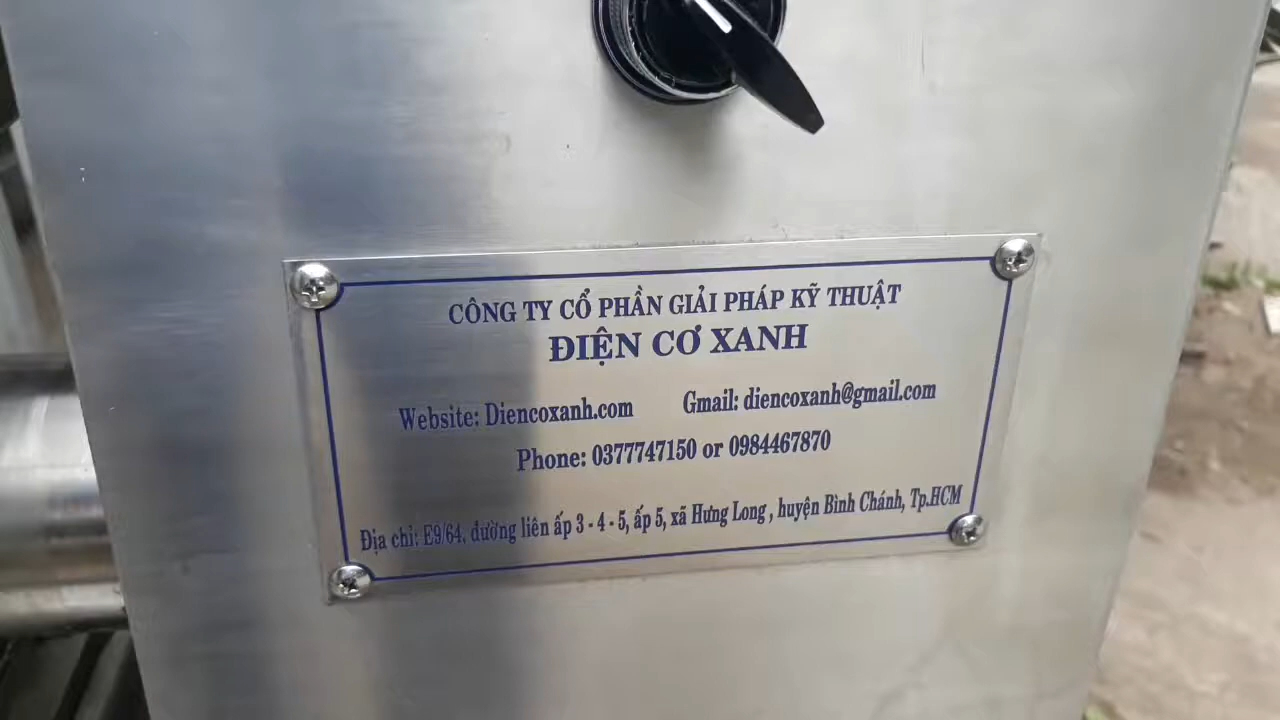 CÔNG TY CỔ PHẦN GIẢI PHÁP KỸ THUẬT
ĐIỆN CƠ XANH
Website: Diencoxanh.com Gmail: diencoxanh@gmail.com
Phone: 0377747150 or 0984467870
Địa chỉ: E9/64, đường liên ấp 3 - 4 - 5, ấp 5, xã Hưng Long , huyện Bình Chánh, Tp.HCM